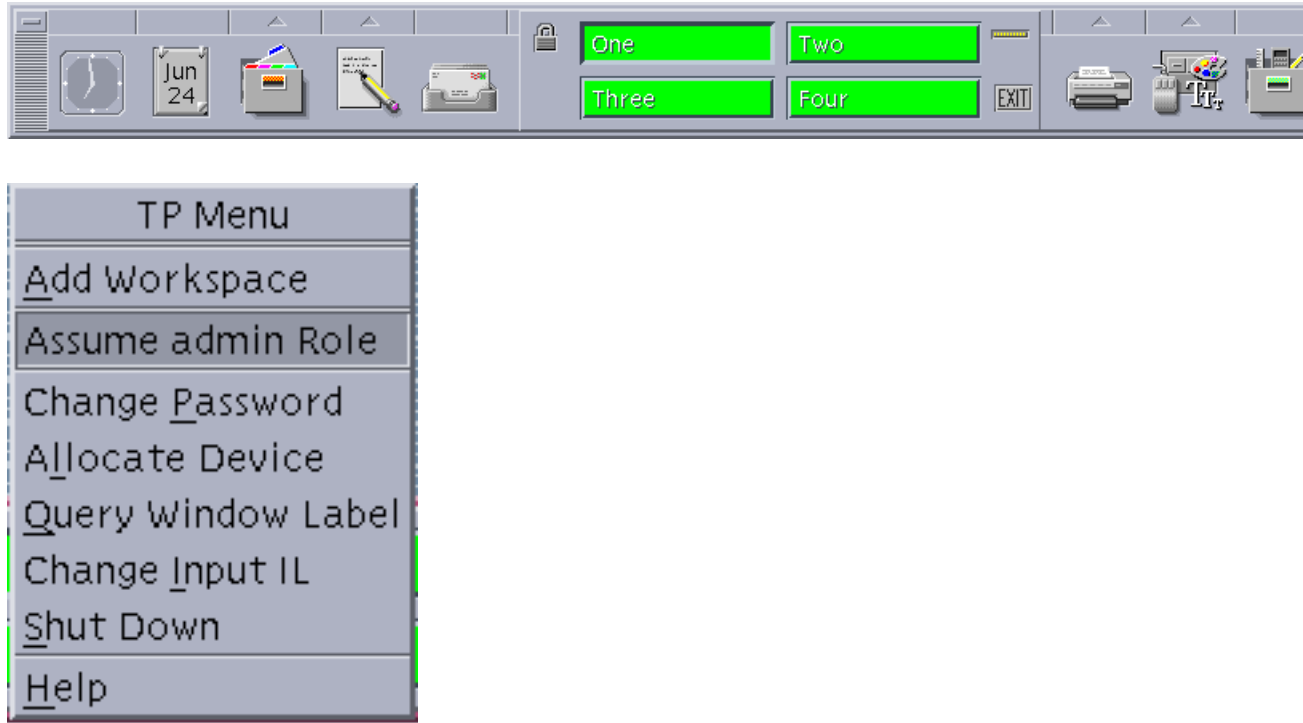 Jun
24
One
Two
Three
Four
EXIT
TP Menu
Add Workspace
Assume admin Role
Change Password
Allocate Device
Query Window Label
Change Input IL
Shut Down
Help